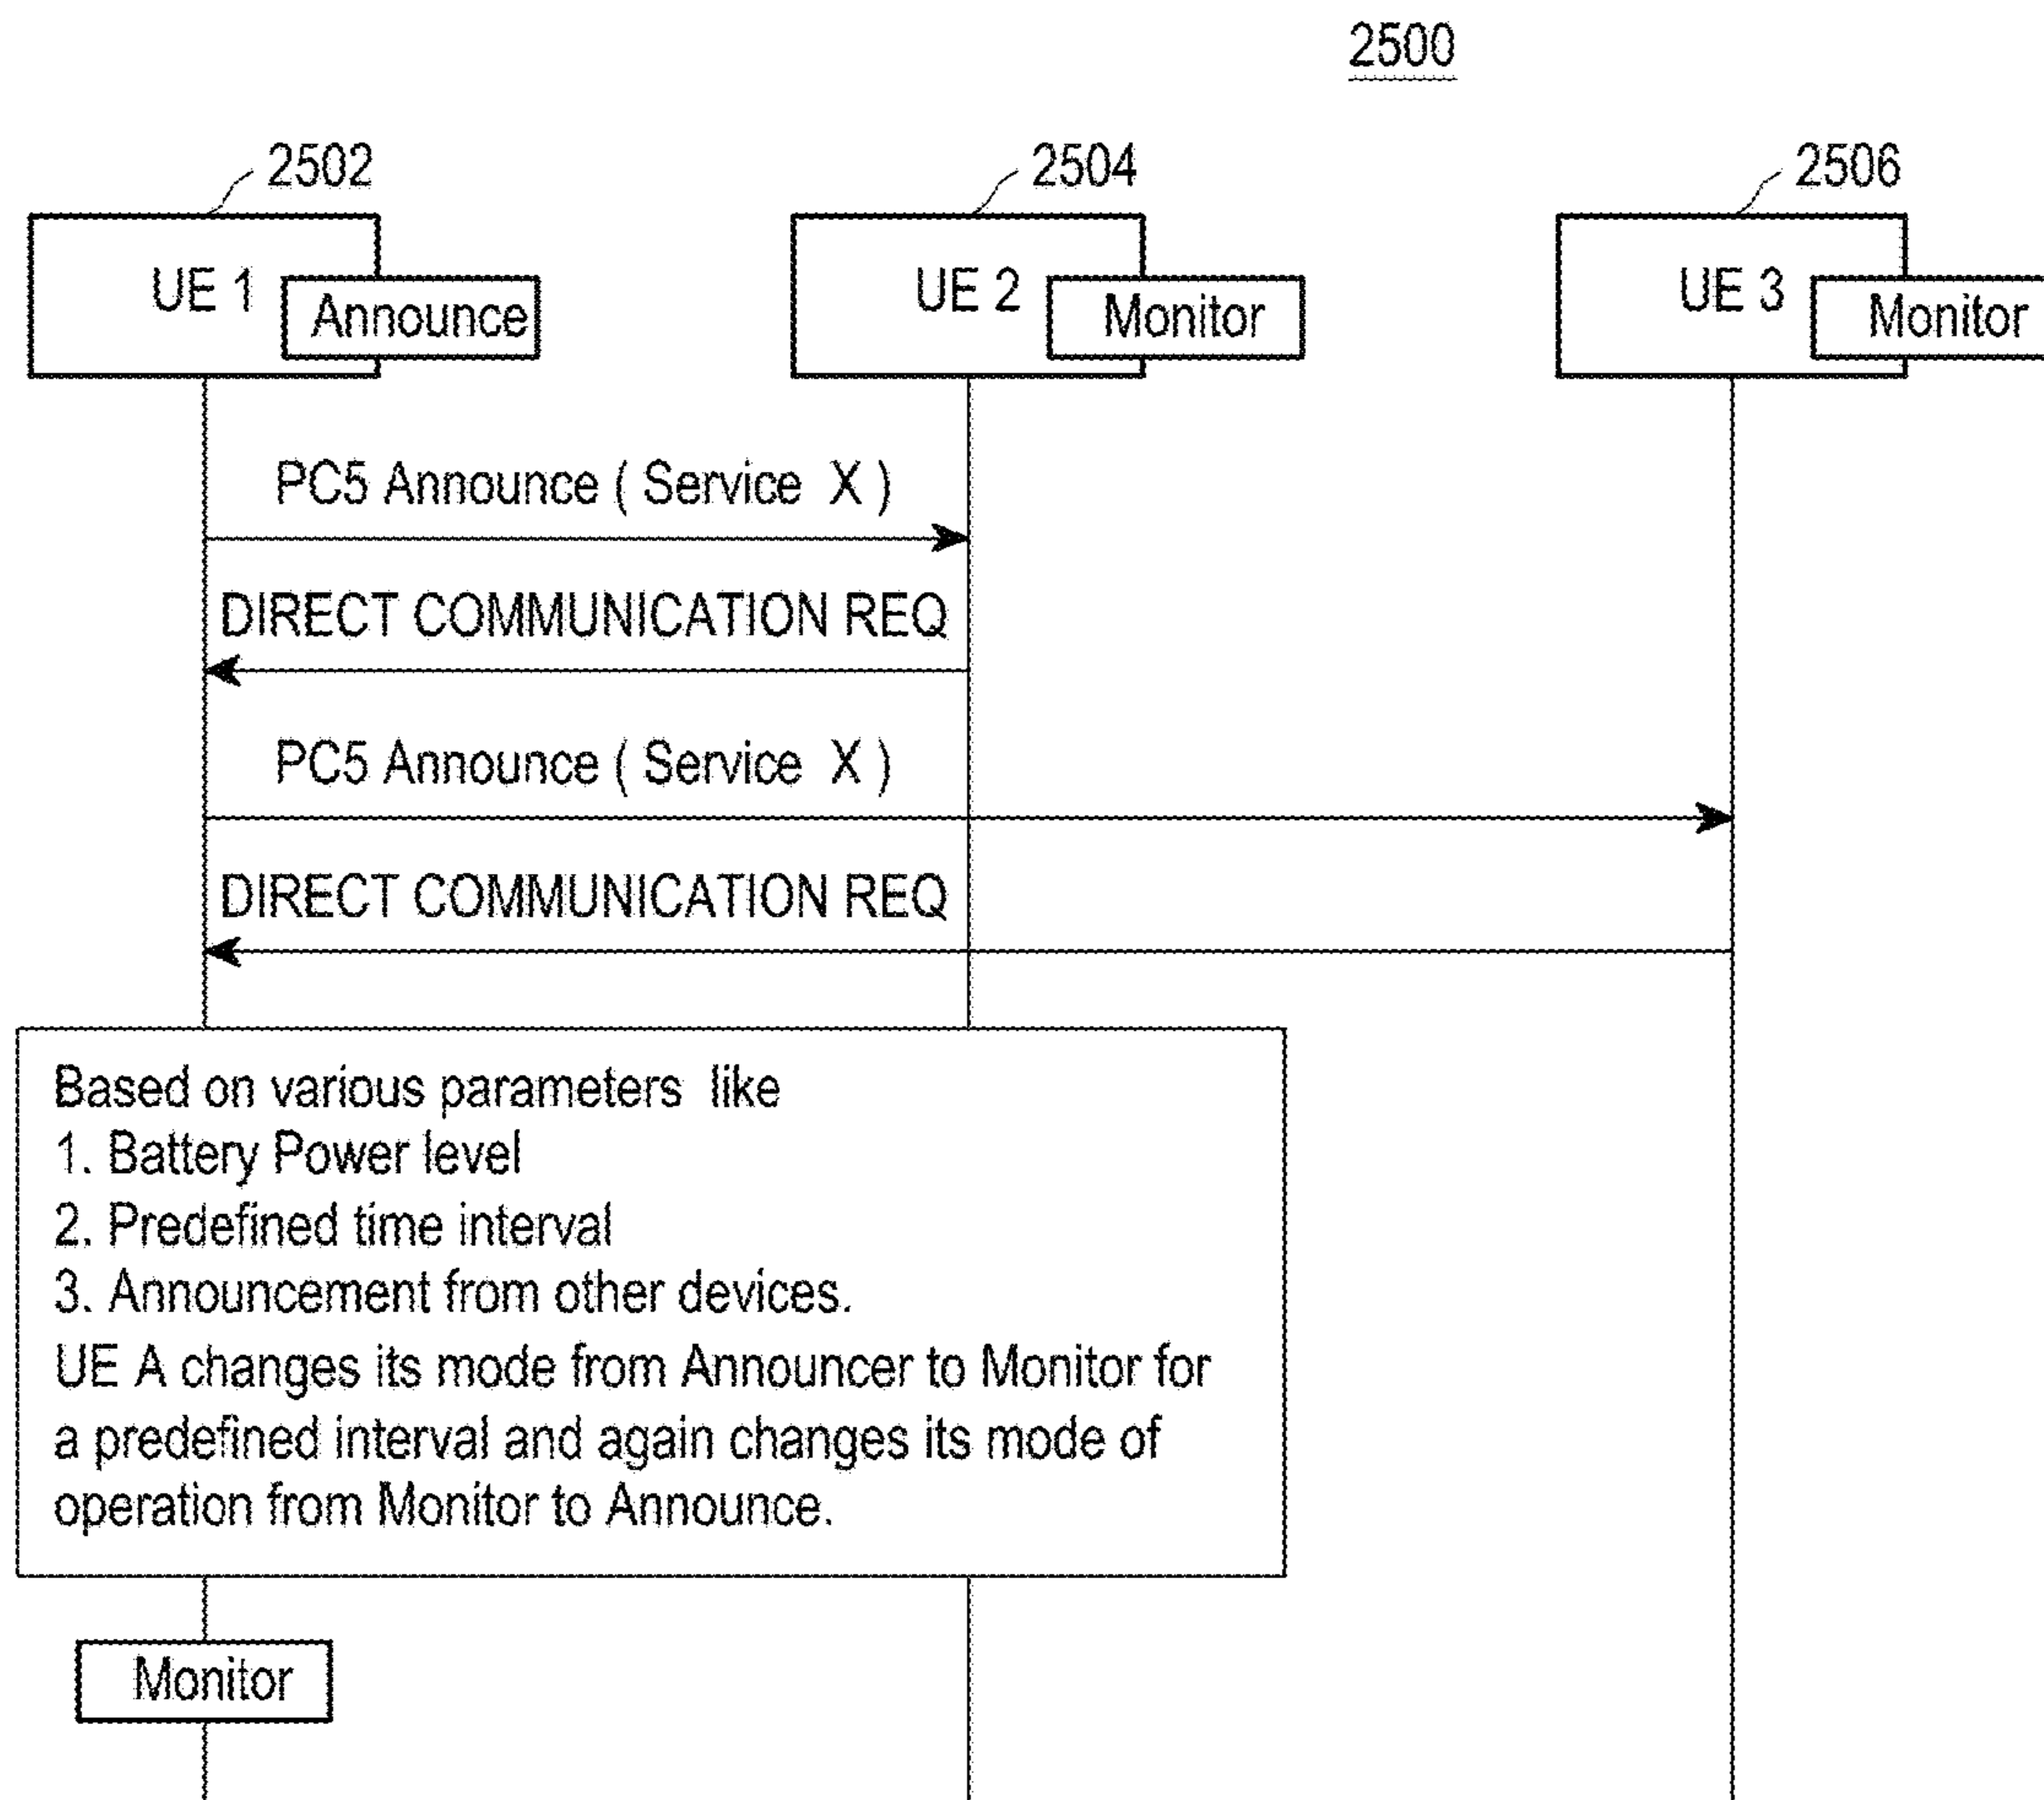 2500
2502
2504
2506
UE 1
Announce
UE 2
Monitor
UE 3
Monitor
PC5 Announce ( Service X )
DIRECT COMMUNICATION REQ
PC5 Announce ( Service X )
DIRECT COMMUNICATION REQ
Based on various parameters like
1. Battery Power level
2. Predefined time interval
3. Announcement from other devices.
UE A changes its mode from Announcer to Monitor for
a predefined interval and again changes its mode of
operation from Monitor to Announce.
Monitor